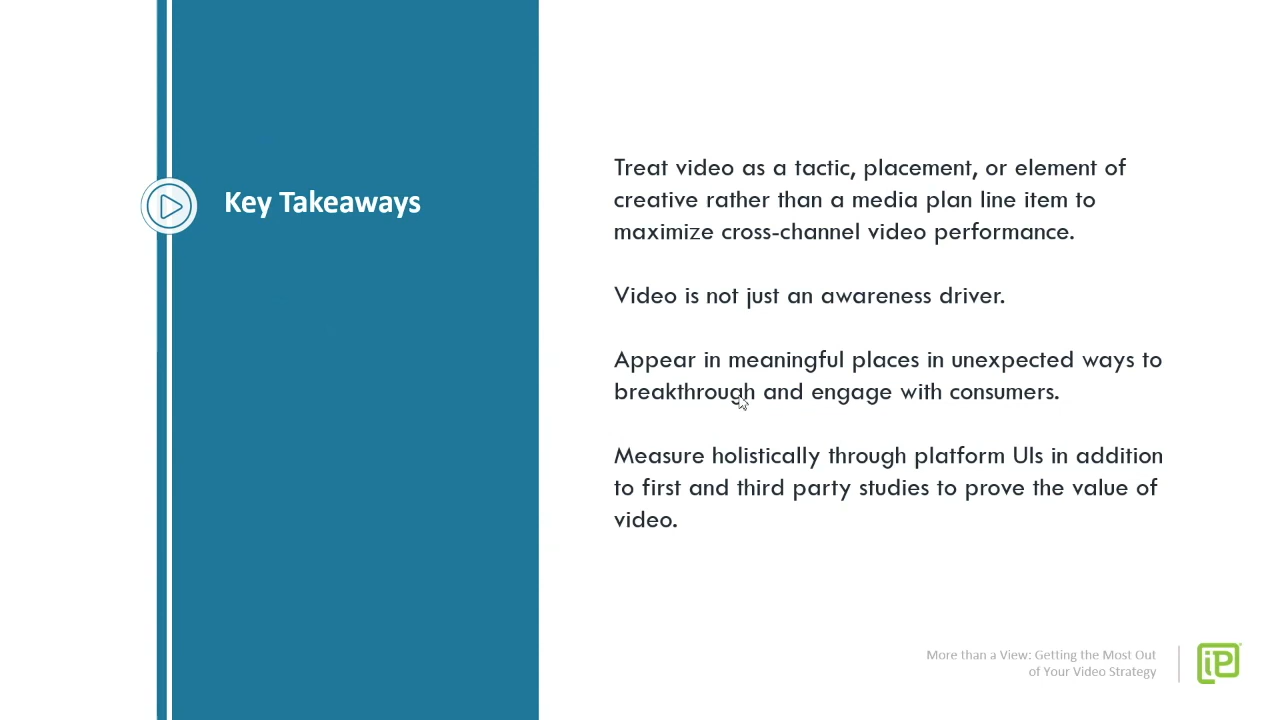 Key Takeaways
Treat video as a tactic, placement, or element of
creative rather than a media plan line item to
maximize cross-channel video performance.
Video is not just an awareness driver.
Appear in meaningful places in unexpected ways to
breakthrough and engage with consumers.
Measure holistically through platform UIs in addition
to first and third party studies to prove the value of
video.
More than a View: Getting the Most Out
of Your Video Strategy
iP